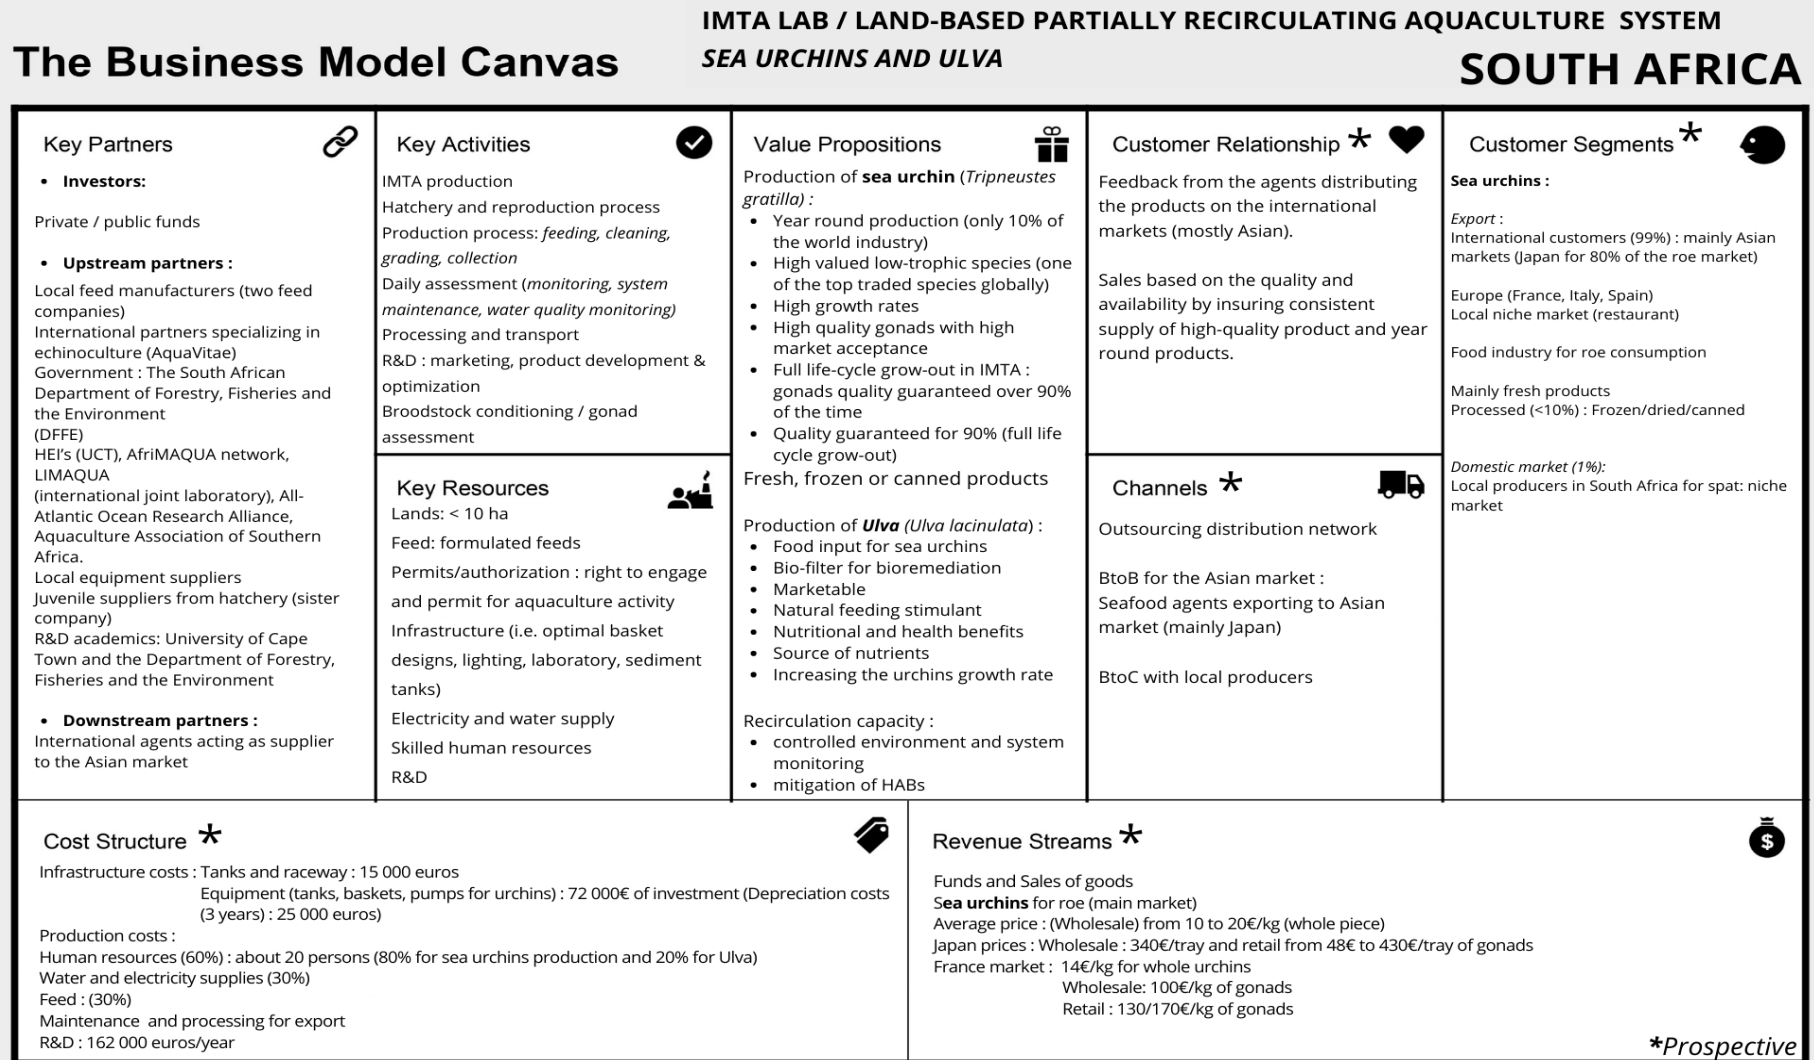 IMTA LAB / LAND-BASED PARTIALLY RECIRCULATING AQUACULTURE SYSTEM
SEA URCHINS AND ULVA
The Business Model Canvas
SOUTH AFRICA
Key Partners
• Investors:
Private / public funds
• Upstream partners :
Local feed manufacturers (two feed
companies)
International partners specializing in
echinoculture (AquaVitae)
Government : The South African
Department of Forestry, Fisheries and
the Environment
(DFFE)
HEI's (UCT), AfriMAQUA network,
LIMAQUA
(international joint laboratory), All-
Atlantic Ocean Research Alliance,
Aquaculture Association of Southern
Africa.
Local equipment suppliers
Juvenile suppliers from hatchery (sister
company)
R&D academics: University of Cape
Town and the Department of Forestry,
Fisheries and the Environment
• Downstream partners :
International agents acting as supplier
to the Asian market
Key Activities
IMTA production
Hatchery and reproduction process
Production process: feeding, cleaning,
grading, collection
Daily assessment (monitoring, system
maintenance, water quality monitoring)
Processing and transport
R&D : marketing, product development &
optimization
Broodstock conditioning / gonad
assessment
Key Resources
Lands: < 10 ha
Feed: formulated feeds
Permits/authorization : right to engage
and permit for aquaculture activity
Infrastructure (i.e. optimal basket
designs, lighting, laboratory, sediment
tanks)
Electricity and water supply
Skilled human resources
R&D
Value Propositions
Production of sea urchin (Tripneustes
gratilla) :
• Year round production (only 10% of
the world industry)
• High valued low-trophic species (one
of the top traded species globally)
• High growth rates
• High quality gonads with high
market acceptance
• Full life-cycle grow-out in IMTA :
gonads quality guaranteed over 90%
of the time
• Quality guaranteed for 90% (full life
cycle grow-out)
Fresh, frozen or canned products
Production of Ulva (Ulva lacinulata) :
• Food input for sea urchins
• Bio-filter for bioremediation
• Marketable
• Natural feeding stimulant
• Nutritional and health benefits
• Source of nutrients
• Increasing the urchins growth rate
Recirculation capacity :
• controlled environment and system
monitoring
• mitigation of HABs
Customer Relationship *
Feedback from the agents distributing
the products on the international
markets (mostly Asian).
Sales based on the quality and
availability by insuring consistent
supply of high-quality product and year
round products.
Channels *
Outsourcing distribution network
BtoB for the Asian market :
Seafood agents exporting to Asian
market (mainly Japan)
BtoC with local producers
Customer Segments *
Sea urchins :
Export :
International customers (99%) : mainly Asian
markets (Japan for 80% of the roe market)
Europe (France, Italy, Spain)
Local niche market (restaurant)
Food industry for roe consumption
Mainly fresh products
Processed (<10%) : Frozen/dried/canned
Domestic market (1%):
Local producers in South Africa for spat: niche
market
Cost Structure *
Infrastructure costs : Tanks and raceway : 15 000 euros
Equipment (tanks, baskets, pumps for urchins) : 72 000€ of investment (Depreciation costs
(3 years) : 25 000 euros)
Production costs :
Human resources (60%) : about 20 persons (80% for sea urchins production and 20% for Ulva)
Water and electricity supplies (30%)
Feed : (30%)
Maintenance and processing for export
R&D : 162 000 euros/year
Revenue Streams *
$
Funds and Sales of goods
Sea urchins for roe (main market)
Average price : (Wholesale) from 10 to 20€/kg (whole piece)
Japan prices : Wholesale : 340€/tray and retail from 48€ to 430€/tray of gonads
France market : 14€/kg for whole urchins
Wholesale: 100€/kg of gonads
Retail : 130/170€/kg of gonads
*Prospective